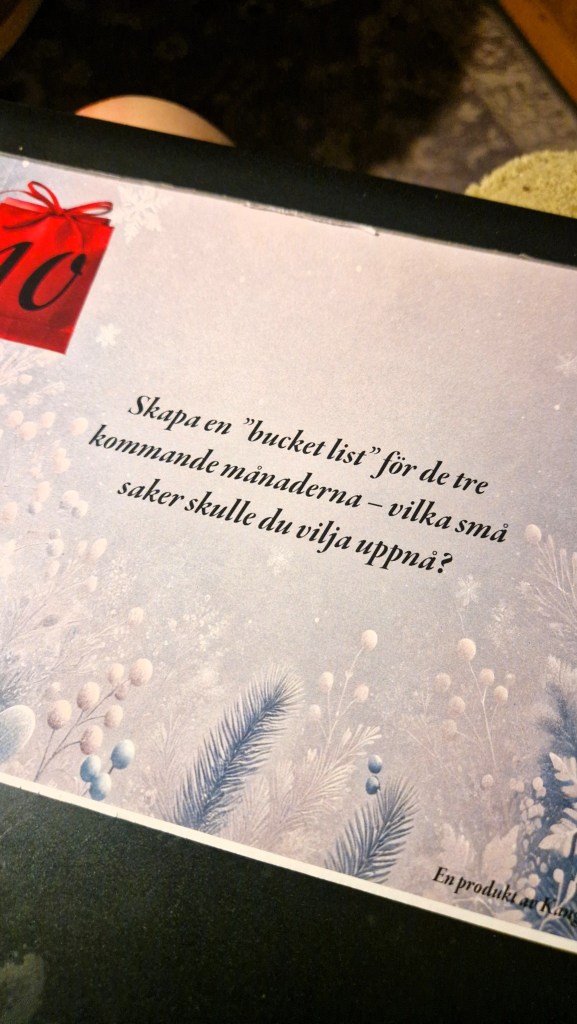 10
Skapa en ”bucket list” för de tre
kommande månaderna – vilka små
saker skulle du vilja uppnå?
En produkt av